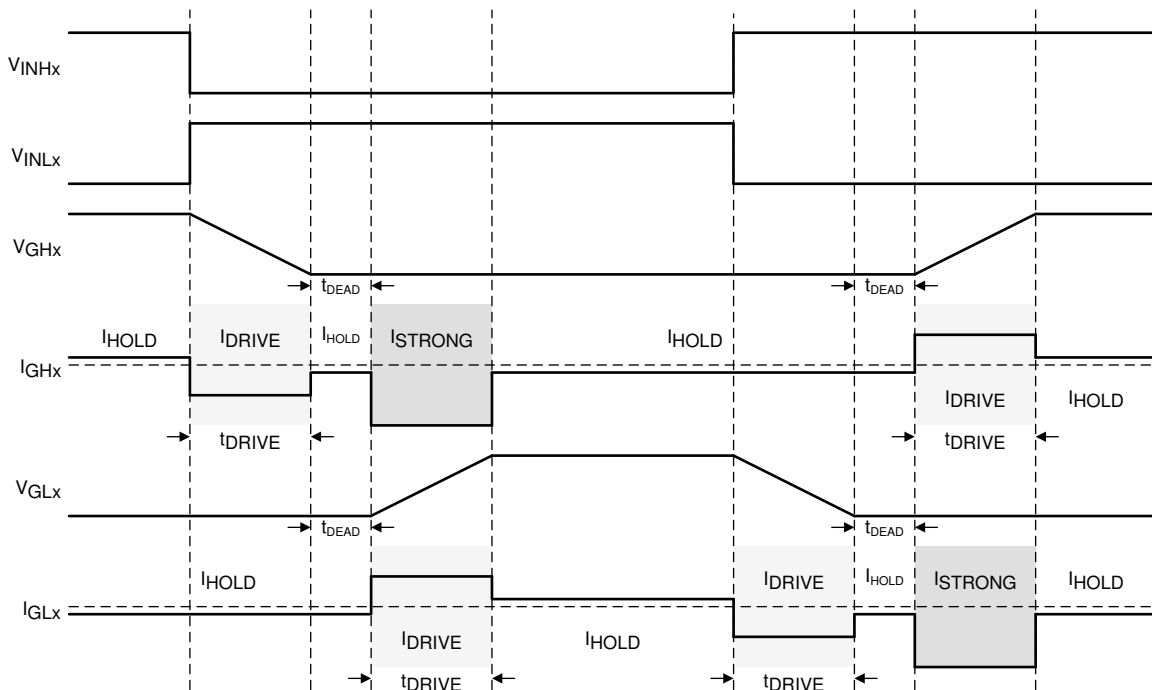 VINHx
VINLx
VGHx
tDEAD tDEAD
IHOLD IDRIVE IHOLD ISTRONG IHOLD
IGHx
IDRIVE IHOLD
tDRIVE tDRIVE
VGLx
tDEAD tDEAD
IHOLD IDRIVE IHOLD ISTRONG IHOLD
IGLx
IDRIVE IHOLD
tDRIVE tDRIVE